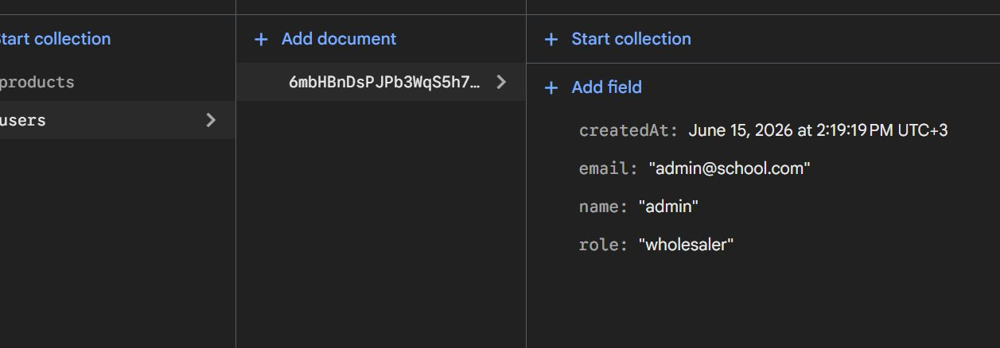 tart collection
products
users
+ Add document
6mbHBnDsPJPb3WqS5h7…
+ Start collection
+ Add field
createdAt: June 15, 2026 at 2:19:19 PM UTC+3
email: "admin@school.com"
name: "admin"
role: "wholesaler"